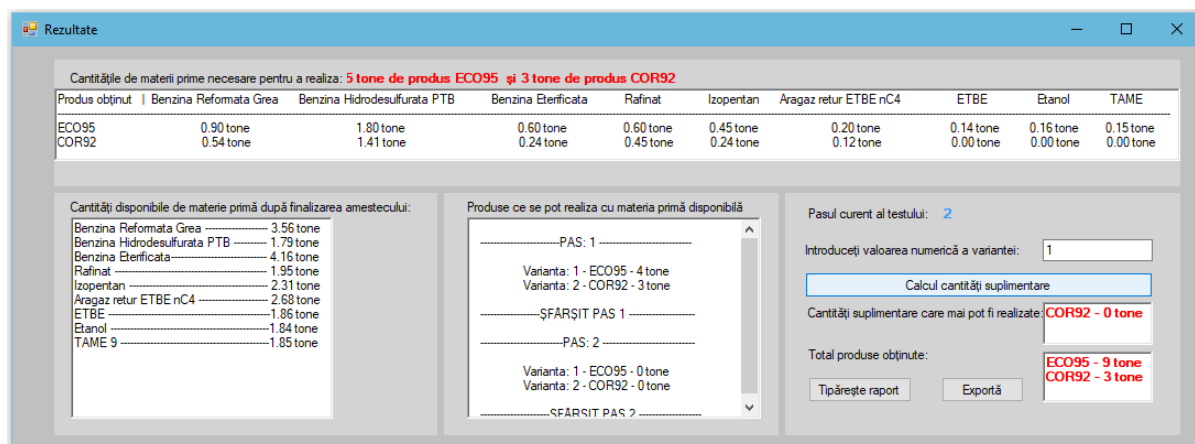 Rezultate
Cantitățile de materii prime necesare pentru a realiza: 5 tone de produs ECO95 și 3 tone de produs COR92
Produs obținut | Benzina Reformata Grea Benzina Hidrodesulfurata PTB Benzina Eterificata Rafinat Izopentan Aragaz retur ETBE nC4 ETBE Etanol TAME
ECO95 0.90 tone 1.80 tone 0.60 tone 0.60 tone 0.45 tone 0.20 tone 0.14 tone 0.16 tone 0.15 tone
COR92 0.54 tone 1.41 tone 0.24 tone 0.45 tone 0.24 tone 0.12 tone 0.00 tone 0.00 tone 0.00 tone
Cantități disponibile de materie primă după finalizarea amestecului:
Benzina Reformata Grea ------------------ 3.56 tone
Benzina Hidrodesulfurata PTB ---------- 1.79 tone
Benzina Eterificata--------------------------- 4.16 tone
Rafinat ------------------------------------------- 1.95 tone
Izopentan --------------------------------------- 2.31 tone
Aragaz retur ETBE nC4 -------------------- 2.68 tone
ETBE ---------------------------------------------1.86 tone
Etanol ---------------------------------------------1.84 tone
TAME 9 ------------------------------------------1.85 tone
Produse ce se pot realiza cu materia primă disponibilă
----------------------PAS: 1 --------------------------
Varianta: 1 - ECO95 - 4 tone
Varianta: 2 - COR92 - 3 tone
-----------------ȘFÂRȘIT PAS 1 -------------------
-----------------------PAS: 2 --------------------------
Varianta: 1 - ECO95 - 0 tone
Varianta: 2 - COR92 - 0 tone
--------------------SFÂRȘIT PAS 2 ------------------
Pasul curent al testului: 2
Introduceți valoarea numerică a variantei: 1
Calcul cantități suplimentare
Cantități suplimentare care mai pot fi realizate: COR92 - 0 tone
Total produse obținute:
ECO95 - 9 tone
COR92 - 3 tone
Tipărește raport Exportă